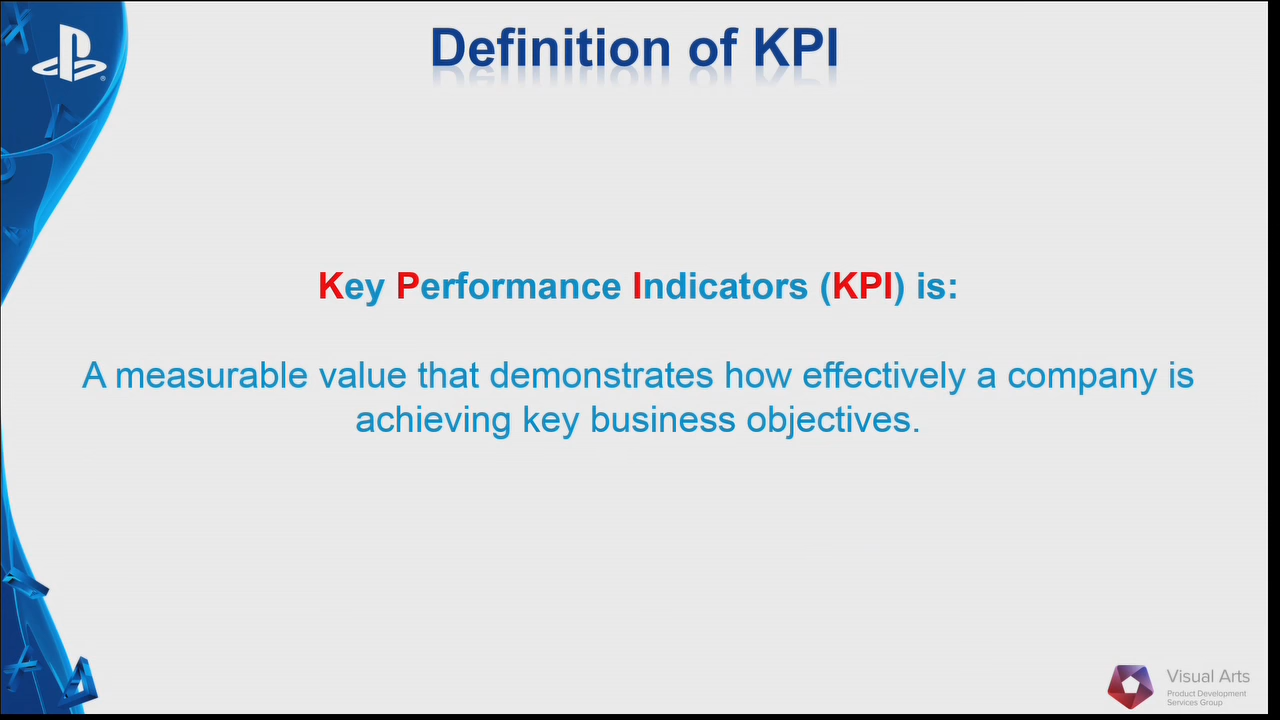 Definition of KPI
Key Performance Indicators (KPI) is:
A measurable value that demonstrates how effectively a company is
achieving key business objectives.
Visual Arts
Product Development
Services Group